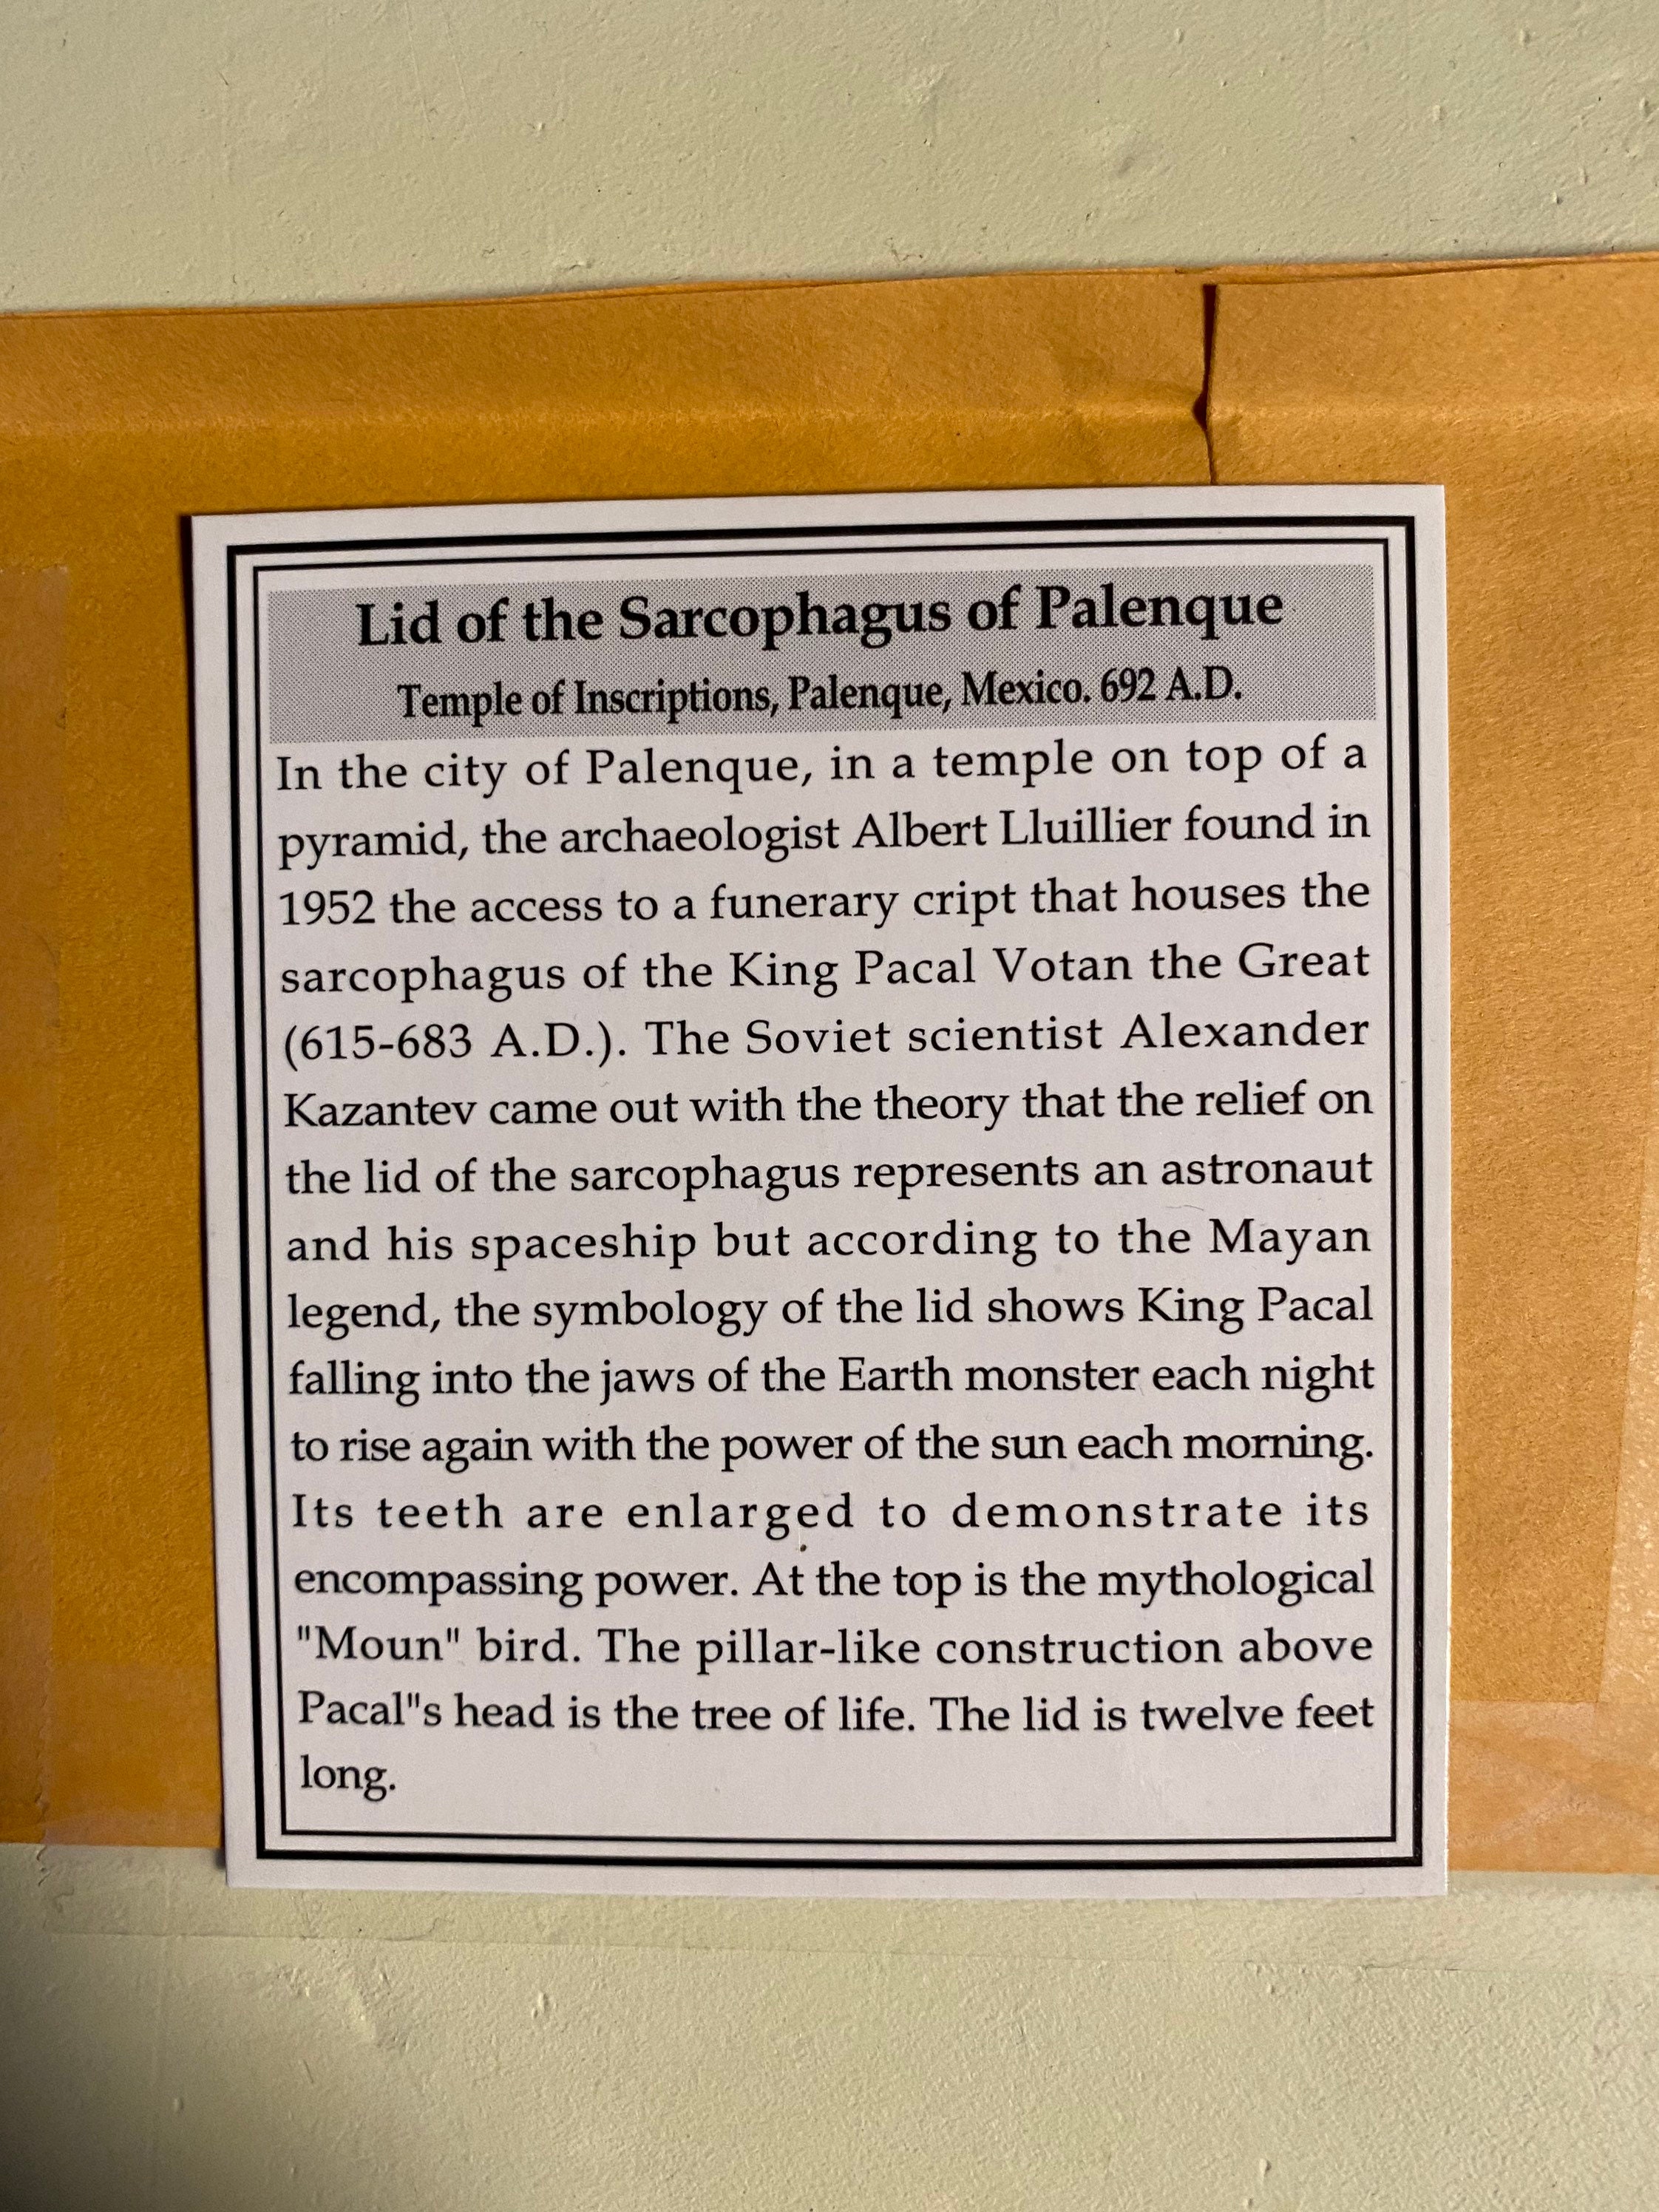 Lid of the Sarcophagus of Palenque
Temple of Inscriptions, Palenque, Mexico. 692 A.D.
In the city of Palenque, in a temple on top of a
pyramid, the archaeologist Albert Lluillier found in
1952 the access to a funerary cript that houses the
sarcophagus of the King Pacal Votan the Great
(615-683 A.D.). The Soviet scientist Alexander
Kazantev came out with the theory that the relief on
the lid of the sarcophagus represents an astronaut
and his spaceship but according to the Mayan
legend, the symbology of the lid shows King Pacal
falling into the jaws of the Earth monster each night
to rise again with the power of the sun each morning.
Its teeth are enlarged to demonstrate its
encompassing power. At the top is the mythological
"Moun" bird. The pillar-like construction above
Pacal"s head is the tree of life. The lid is twelve feet
long.